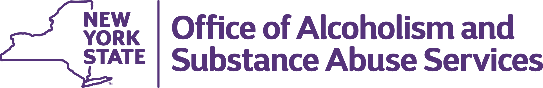 NEW
YORK
STATE
Office of Alcoholism and
Substance Abuse Services